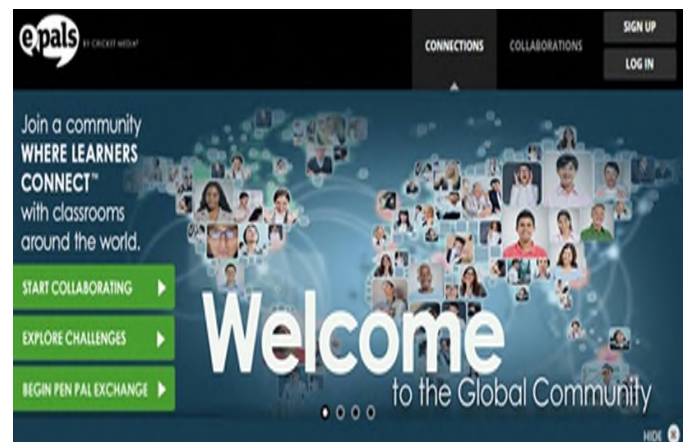 epals BY CRICKET MEDIA
CONNECTIONS
COLLABORATIONS
SIGN UP
LOG IN
Join a community
WHERE LEARNERS
CONNECT™
with classrooms
around the world.
START COLLABORATING
EXPLORE CHALLENGES
BEGIN PEN PAL EXCHANGE
Welcome
to the Global Community
HIDE